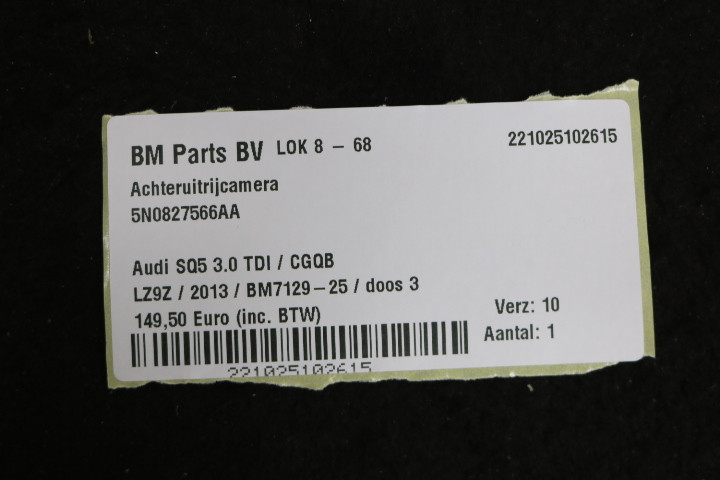 BM Parts BV LOK 8 - 68 221025102615
Achteruitrijcamera
5N0827566AA
Audi SQ5 3.0 TDI / CGQB
LZ9Z / 2013 / BM7129-25 / doos 3
149,50 Euro (inc. BTW)
Verz: 10
Aantal: 1
221025102615